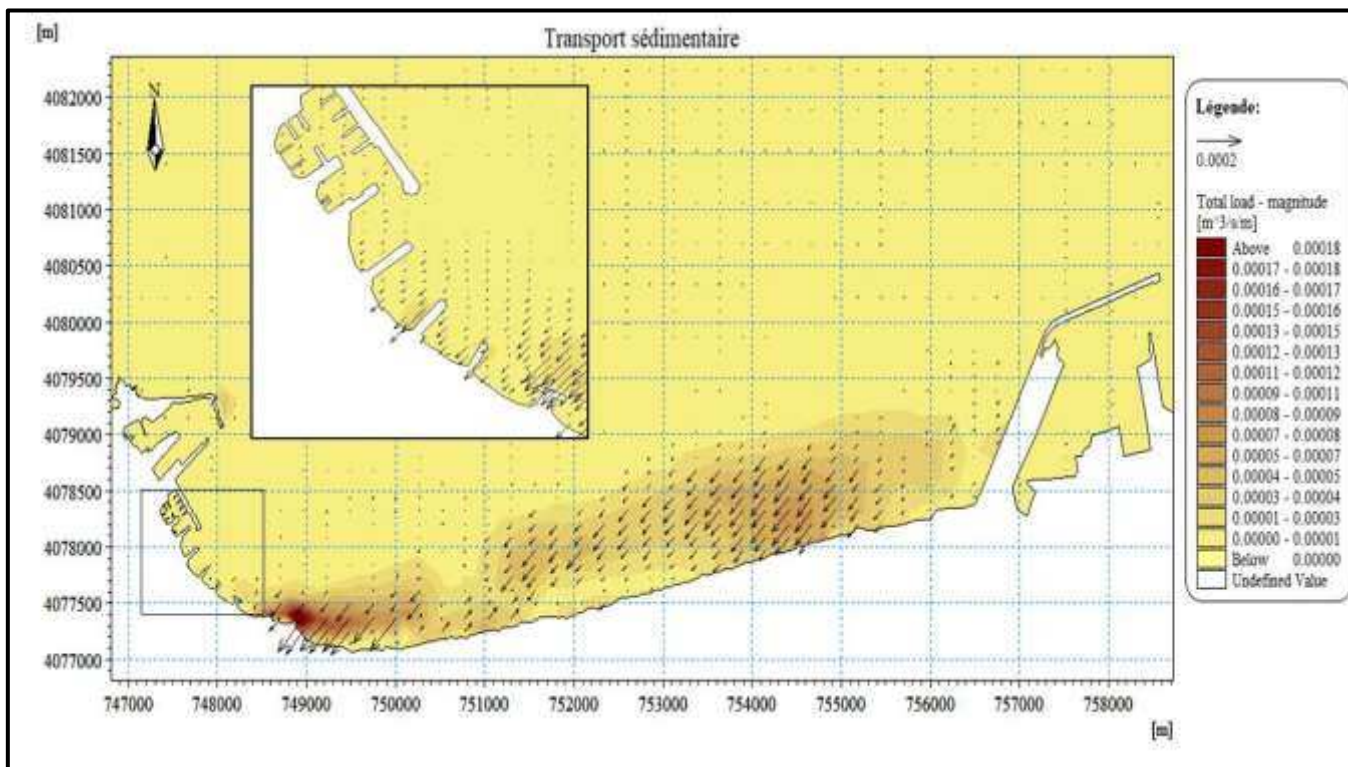 [m]
Transport sédimentaire
N
4082000
4081500
4081000
4080500
4080000
4079500
4079000
4078500
4078000
4077500
4077000
747000 748000 749000 750000 751000 752000 753000 754000 755000 756000 757000 758000
[m]
Légende:
0.0002
Total load - magnitude
[m^3/s/m]
Above 0.00018
0.00017 - 0.00018
0.00016 - 0.00017
0.00015 - 0.00016
0.00013 - 0.00015
0.00012 - 0.00013
0.00011 - 0.00012
0.00009 - 0.00011
0.00008 - 0.00009
0.00007 - 0.00008
0.00005 - 0.00007
0.00004 - 0.00005
0.00003 - 0.00004
0.00001 - 0.00003
0.00000 - 0.00001
Below 0.00000
Undefined Value